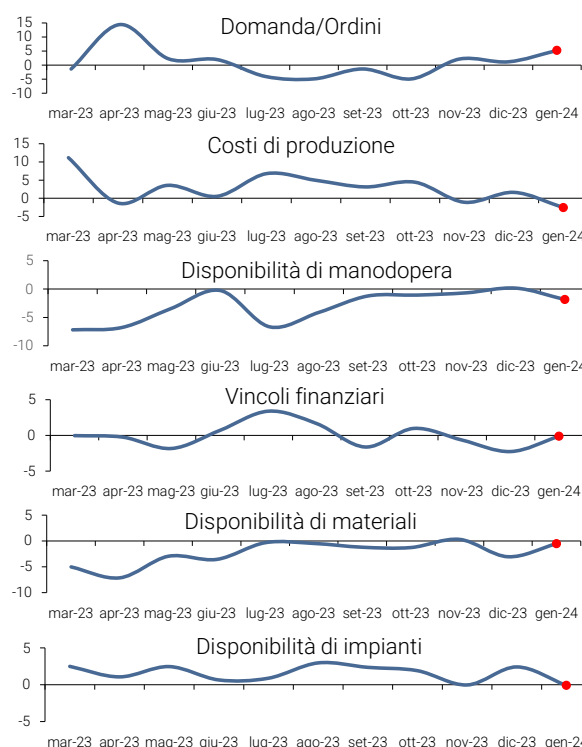 Domanda/Ordini
15
10
5
0
-5
-10
mar-23 apr-23 mag-23 giu-23 lug-23 ago-23 set-23 ott-23 nov-23 dic-23 gen-24
Costi di produzione
15
10
5
0
-5
mar-23 apr-23 mag-23 giu-23 lug-23 ago-23 set-23 ott-23 nov-23 dic-23 gen-24
Disponibilità di manodopera
5
0
-5
-10
mar-23 apr-23 mag-23 giu-23 lug-23 ago-23 set-23 ott-23 nov-23 dic-23 gen-24
Vincoli finanziari
5
0
-5
mar-23 apr-23 mag-23 giu-23 lug-23 ago-23 set-23 ott-23 nov-23 dic-23 gen-24
Disponibilità di materiali
5
0
-5
-10
mar-23 apr-23 mag-23 giu-23 lug-23 ago-23 set-23 ott-23 nov-23 dic-23 gen-24
Disponibilità di impianti
5
0
-5
mar-23 apr-23 mag-23 giu-23 lug-23 ago-23 set-23 ott-23 nov-23 dic-23 gen-24